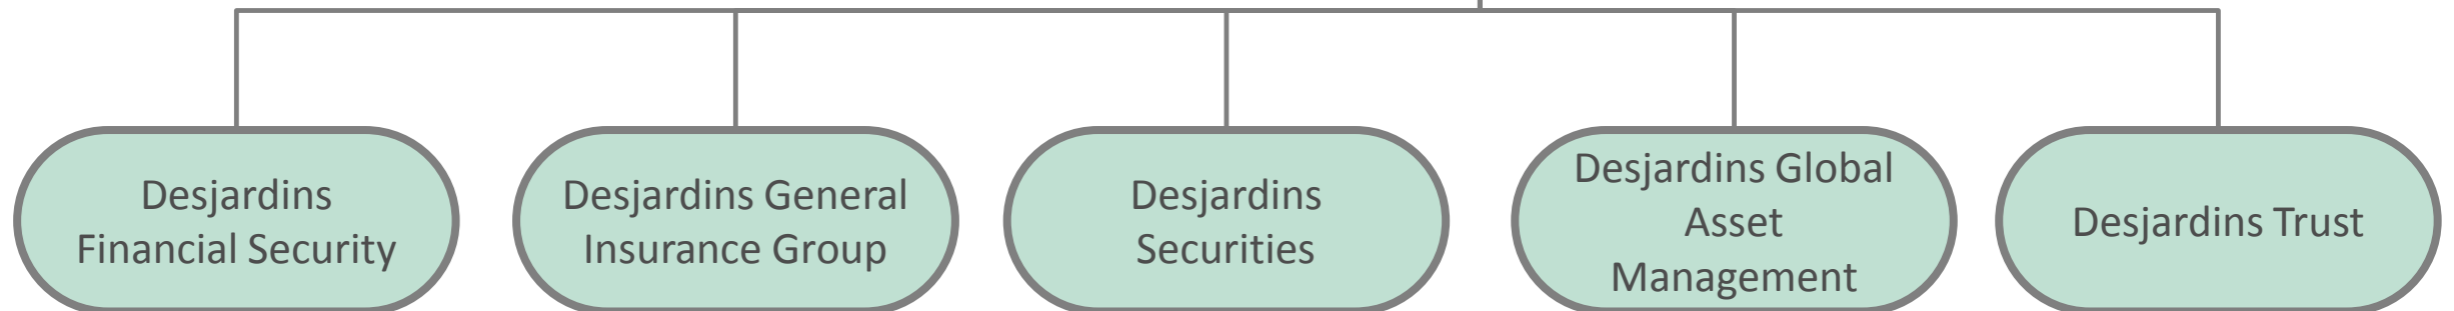 Desjardins
Financial Security
Desjardins General
Insurance Group
Desjardins
Securities
Desjardins Global
Asset
Management
Desjardins Trust